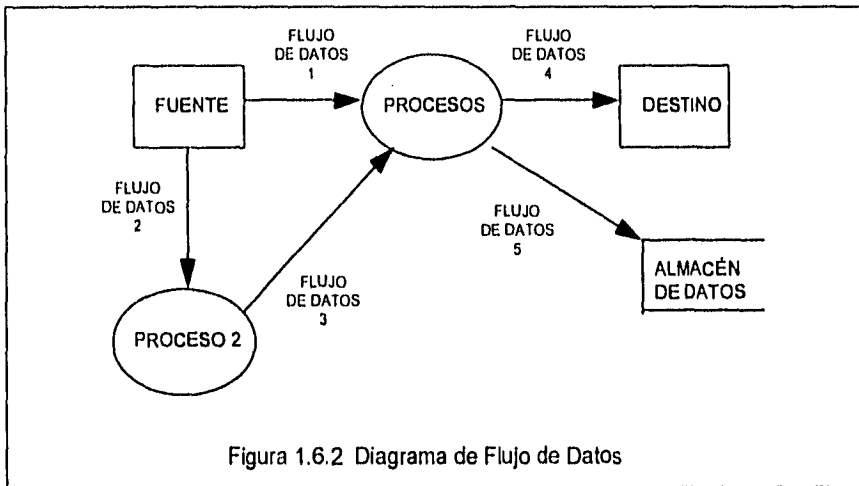 FLUJO
DE DATOS
1
FLUJO
DE DATOS
4
FUENTE
PROCESOS
DESTINO
FLUJO
DE DATOS
2
FLUJO
DE DATOS
5
FLUJO
DE DATOS
3
ALMACÉN
DE DATOS
PROCESO 2
Figura 1.6.2 Diagrama de Flujo de Datos